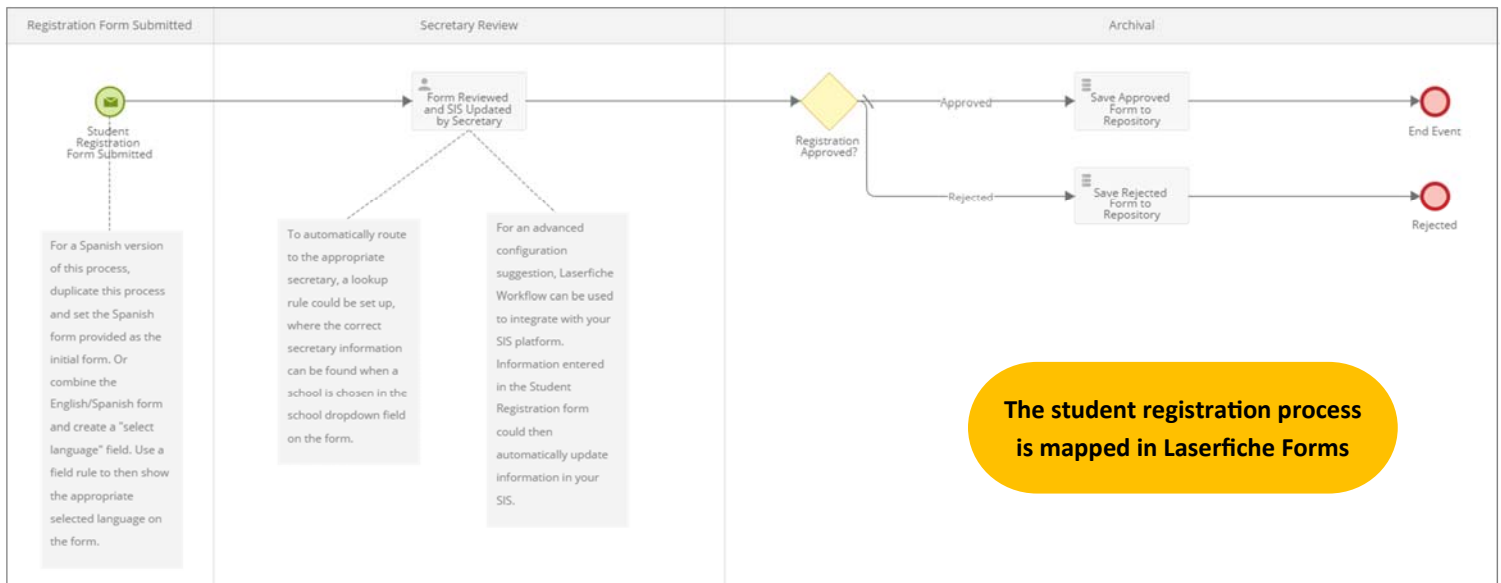 Registration Form Submitted
Secretary Review
Archival
Student
Registration
Form Submitted
Form Reviewed
and SIS Updated
by Secretary
Registration
Approved?
Approved
Save Approved
Form to
Repository
End Event
Rejected
Save Rejected
Form to
Repository
Rejected
For a Spanish version
of this process,
duplicate this process
and set the Spanish
form provided as the
initial form. Or
combine the
English/Spanish form
and create a "select
language" field. Use a
field rule to then show
the appropriate
selected language on
the form.
To automatically route
to the appropriate
secretary, a lookup
rule could be set up,
where the correct
secretary information
can be found when a
school is chosen in the
school dropdown field
on the form.
For an advanced
configuration
suggestion, Laserfiche
Workflow can be used
to integrate with your
SIS platform.
Information entered
in the Student
Registration form
could then
automatically update
information in your
SIS.
The student registration process
is mapped in Laserfiche Forms